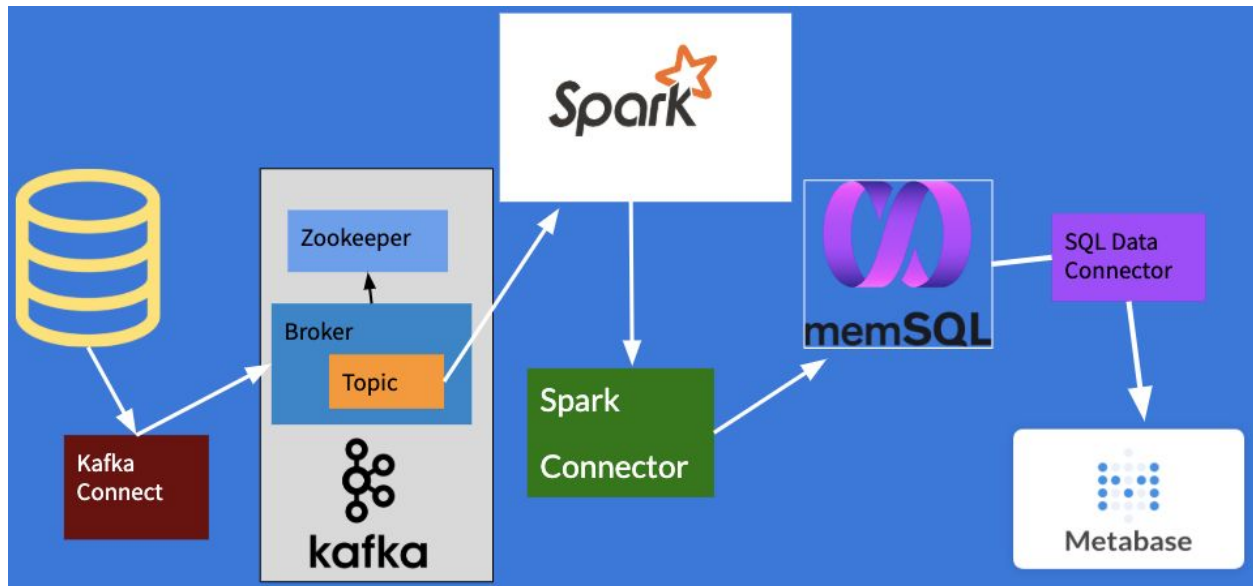 Spark
Zookeeper
Broker
Topic
kafka
Kafka
Connect
Spark
Connector
memSQL
SQL Data
Connector
Metabase